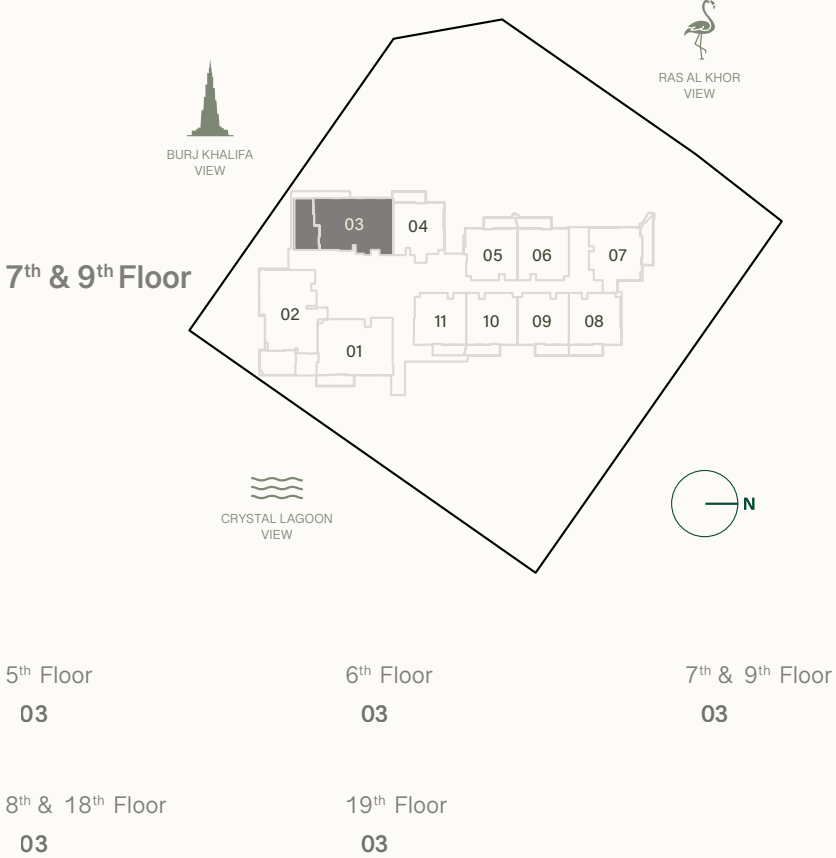 RAS AL KHOR
VIEW
BURJ KHALIFA
VIEW
03
04
05
06
07
7th & 9th Floor
02
11
10
09
08
01
N
CRYSTAL LAGOON
VIEW
5th Floor
6th Floor
7th & 9th Floor
03
03
03
8th & 18th Floor
19th Floor
03
03